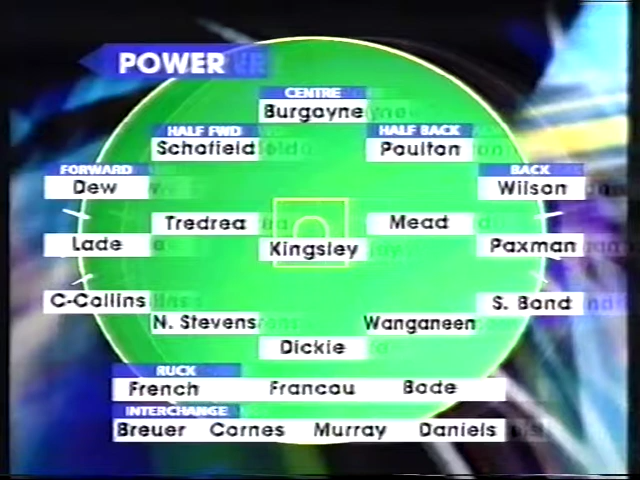 POWER
CENTRE
Burgoyne
HALF FWD HALF BACK
Schofield Poulton
FORWARD BACK
Dew Wilson
Tredrea Mead
Lade Kingsley Paxman
C-Collins S. Bond
N. Stevens Wanganeen
Dickie
RUCK
French Francou Bode
INTERCHANGE
Breuer Cornes Murray Daniels